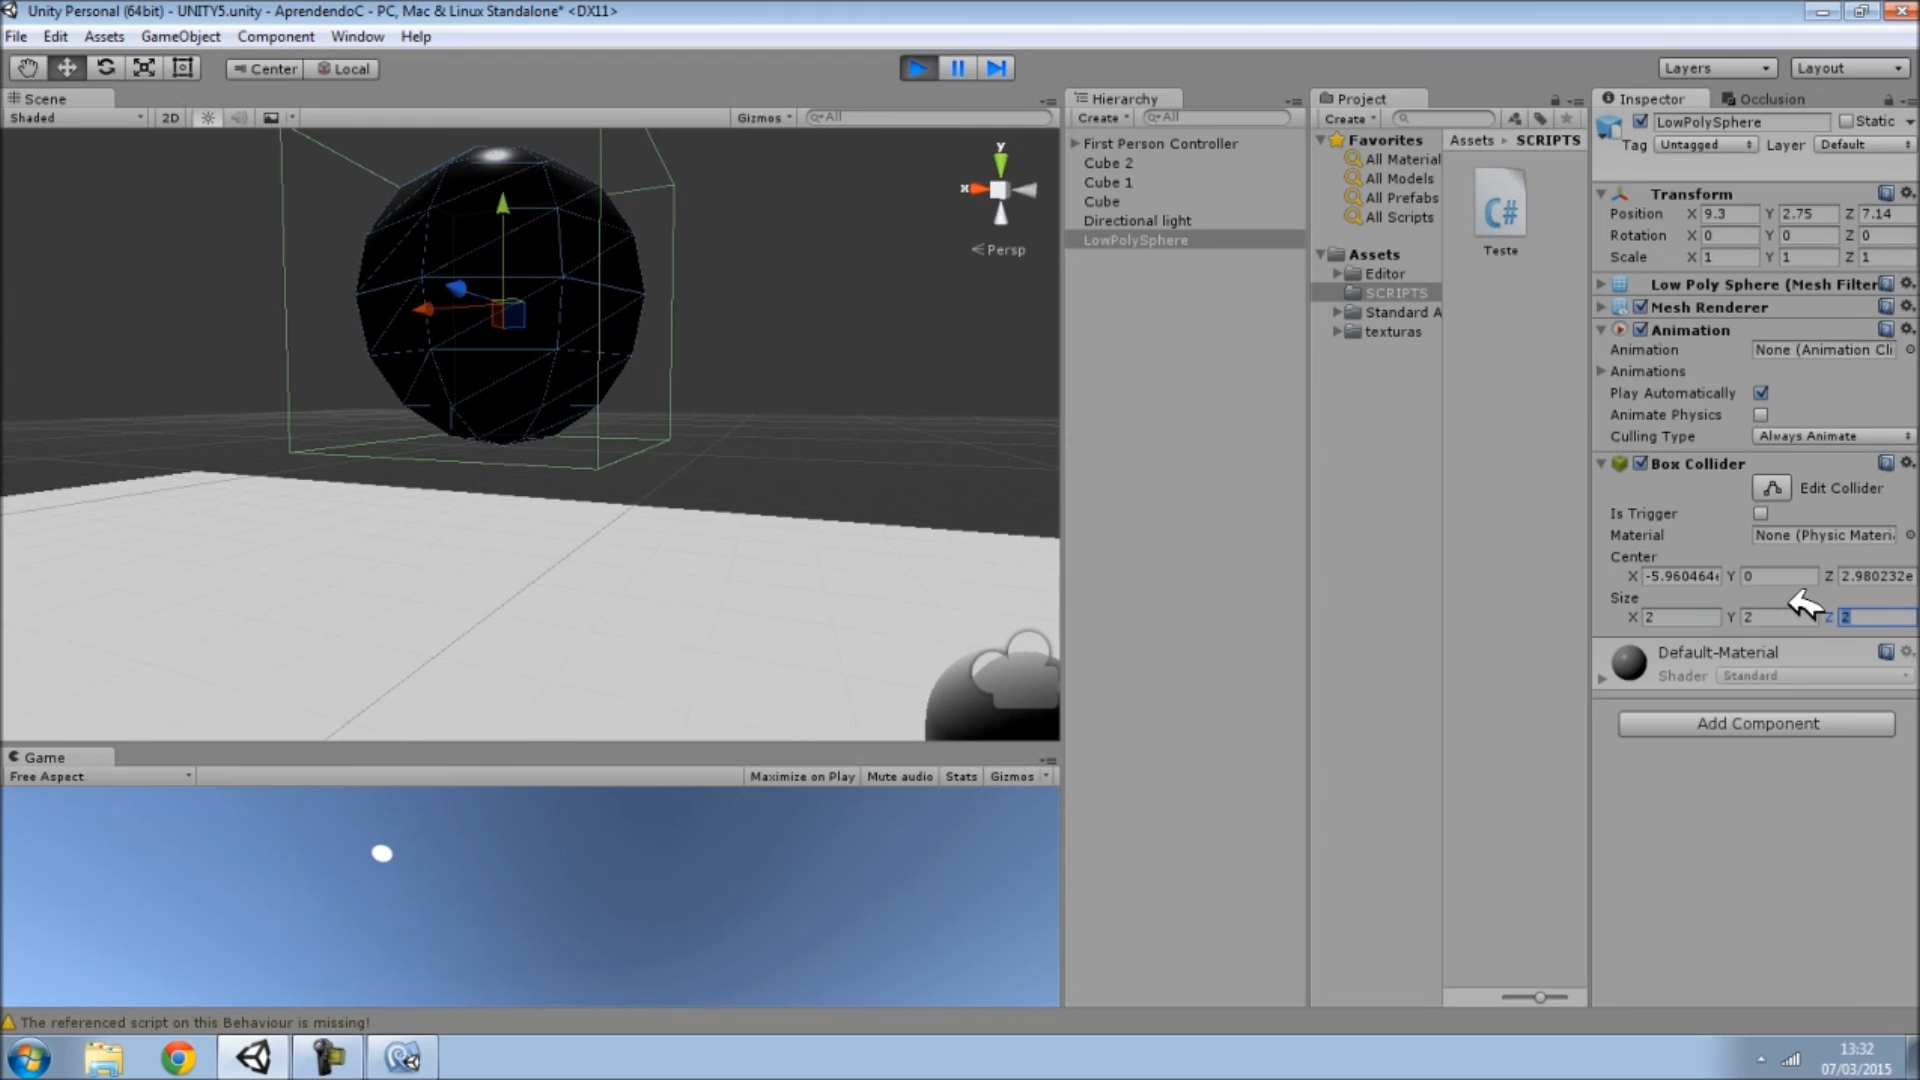 Unity Personal (64bit) - UNITY5.unity - AprendendoC - PC, Mac & Linux Standalone* <DX11>
File Edit Assets GameObject Component Window Help
Center Local
Layers Layout
Scene
Shaded 2D Gizmos All
y
x
Persp
Game
Free Aspect Maximize on Play Mute audio Stats Gizmos
Hierarchy
Create All
First Person Controller
Cube 2
Cube 1
Cube
Directional light
LowPolySphere
Project
Create
Favorites
All Material
All Models
All Prefabs
All Scripts
Assets
Editor
SCRIPTS
Standard A
texturas
Assets SCRIPTS
C#
Teste
Inspector Occlusion
LowPolySphere Static
Tag Untagged Layer Default
Transform
Position X 9.3 Y 2.75 Z 7.14
Rotation X 0 Y 0 Z 0
Scale X 1 Y 1 Z 1
Low Poly Sphere (Mesh Filter
Mesh Renderer
Animation
Animation None (Animation Cli
Animations
Play Automatically
Animate Physics
Culling Type Always Animate
Box Collider
Edit Collider
Is Trigger
Material None (Physic Materi
Center
X -5.960464e Y 0 Z 2.980232e
Size
X 2 Y 2 Z 2
Default-Material
Shader Standard
Add Component
The referenced script on this Behaviour is missing!
13:32
07/03/2015